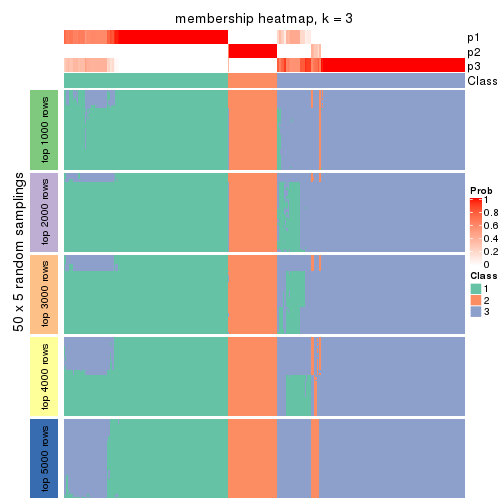 membership heatmap, k = 3
p1
p2
p3
Class
50 x 5 random samplings
top 1000 rows
top 2000 rows
top 3000 rows
top 4000 rows
top 5000 rows
Prob
1
0.8
0.6
0.4
0.2
0
Class
1
2
3